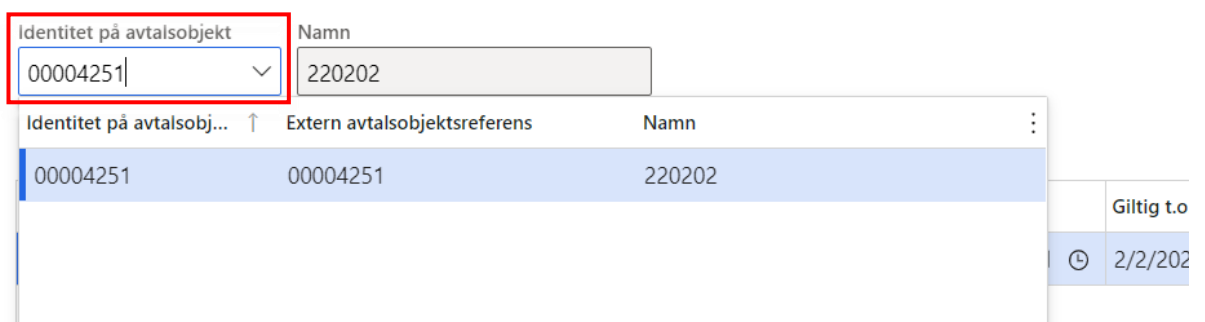 Identitet på avtalsobjekt Namn
00004251 220202
Identitet på avtalsobj... ↑ Extern avtalsobjektsreferens Namn
00004251 00004251 220202
Giltig t.o
2/2/202